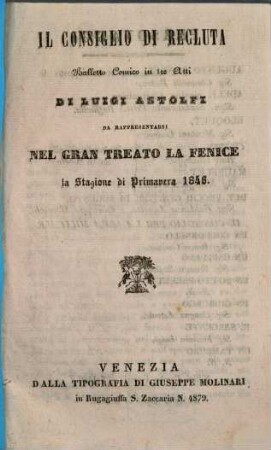 IL CONSIGLIO DI RECLUTA
Balletto Comico in tre Atti
DI LUIGI ASTOLFI
DA RAPPRESENTARSI
NEL GRAN TREATO LA FENICE
la Stagione di Primavera 1846.
VENEZIA
DALLA TIPOGRAFIA DI GIUSEPPE MOLINARI
in Rugagiuffa S. Zaccaria N. 4879.